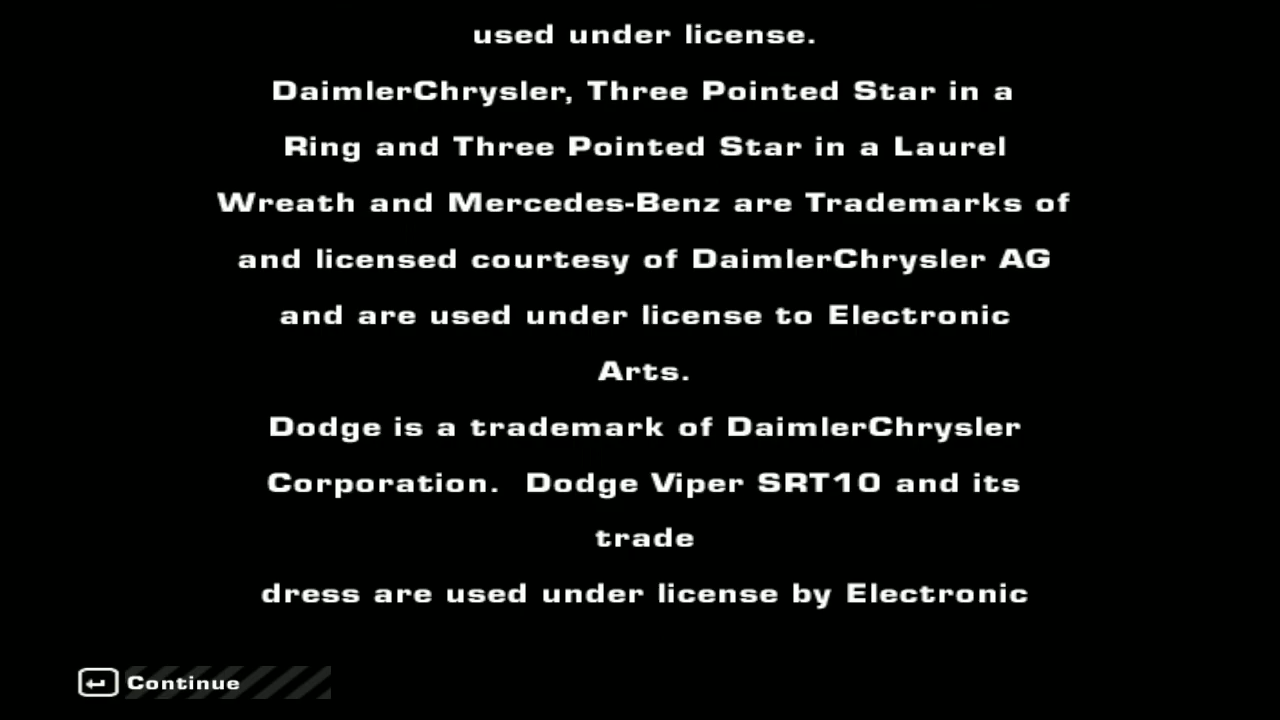 used under license.
DaimlerChrysler, Three Pointed Star in a
Ring and Three Pointed Star in a Laurel
Wreath and Mercedes-Benz are Trademarks of
and licensed courtesy of DaimlerChrysler AG
and are used under license to Electronic
Arts.
Dodge is a trademark of DaimlerChrysler
Corporation.  Dodge Viper SRT10 and its
trade
dress are used under license by Electronic
Continue